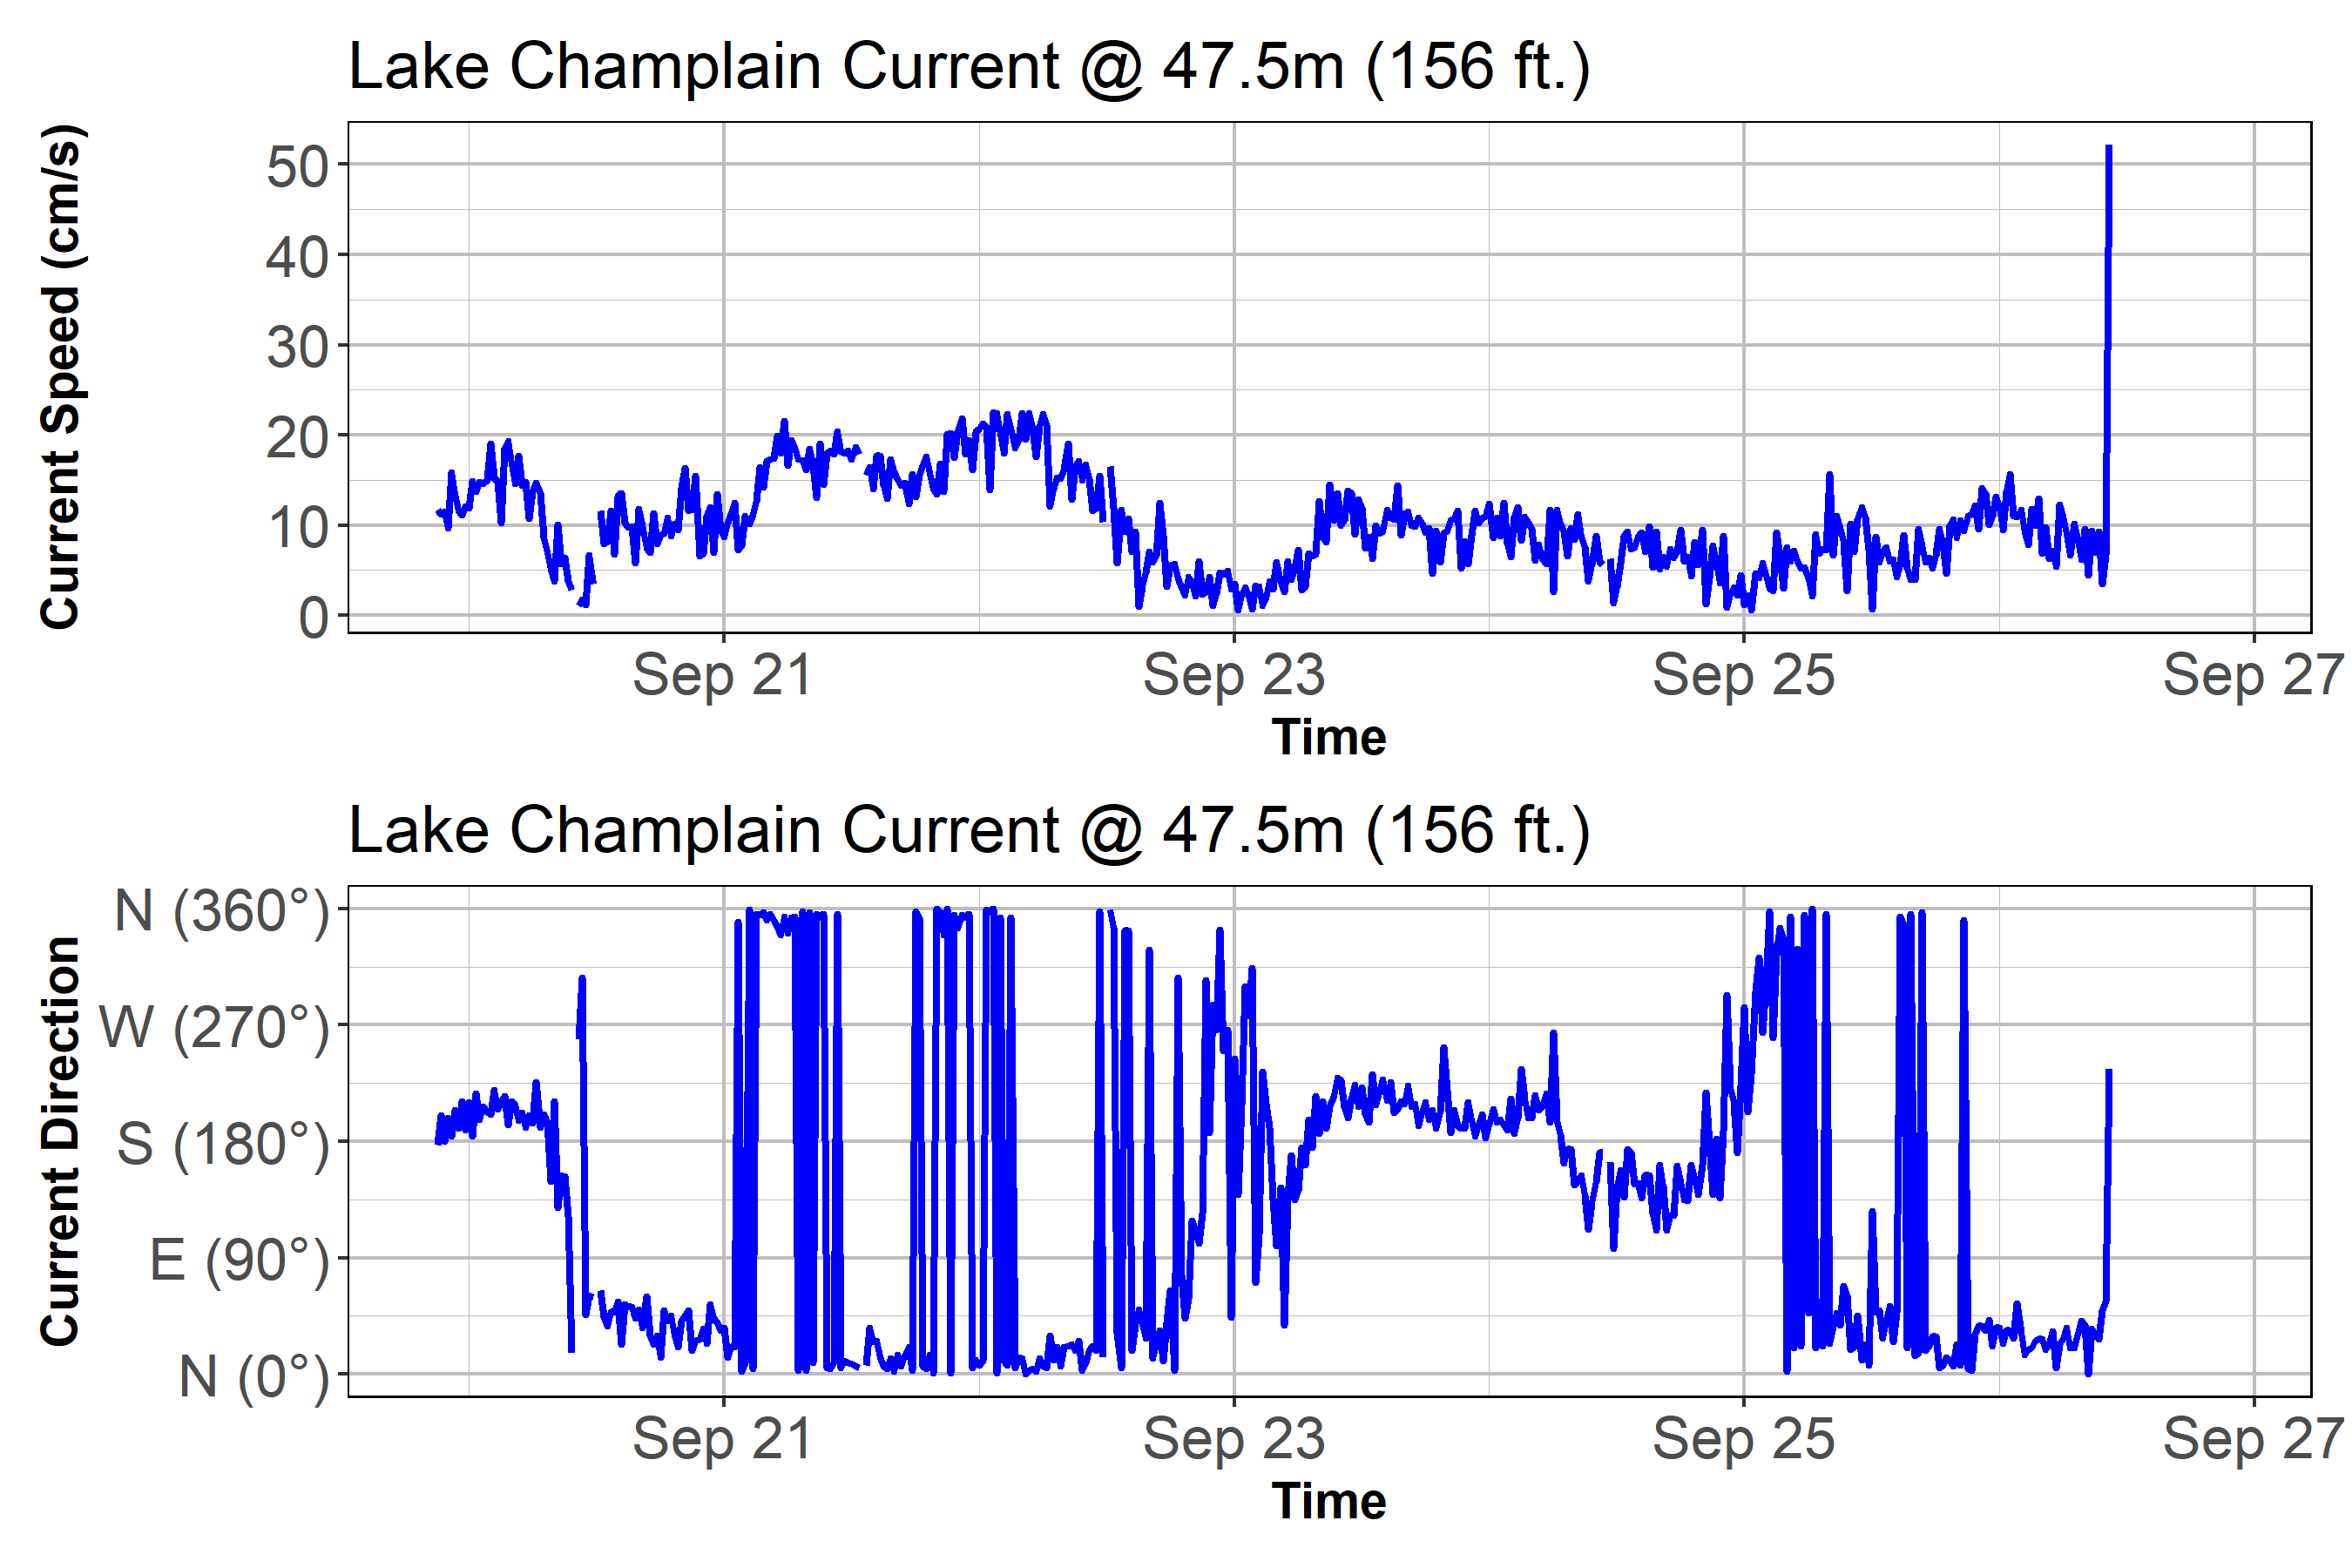 Lake Champlain Current @ 47.5m (156 ft.)
Current Speed (cm/s)
50
40
30
20
10
0
Sep 21 Sep 23 Sep 25 Sep 27
Time
Lake Champlain Current @ 47.5m (156 ft.)
Current Direction
N (360°)
W (270°)
S (180°)
E (90°)
N (0°)
Sep 21 Sep 23 Sep 25 Sep 27
Time